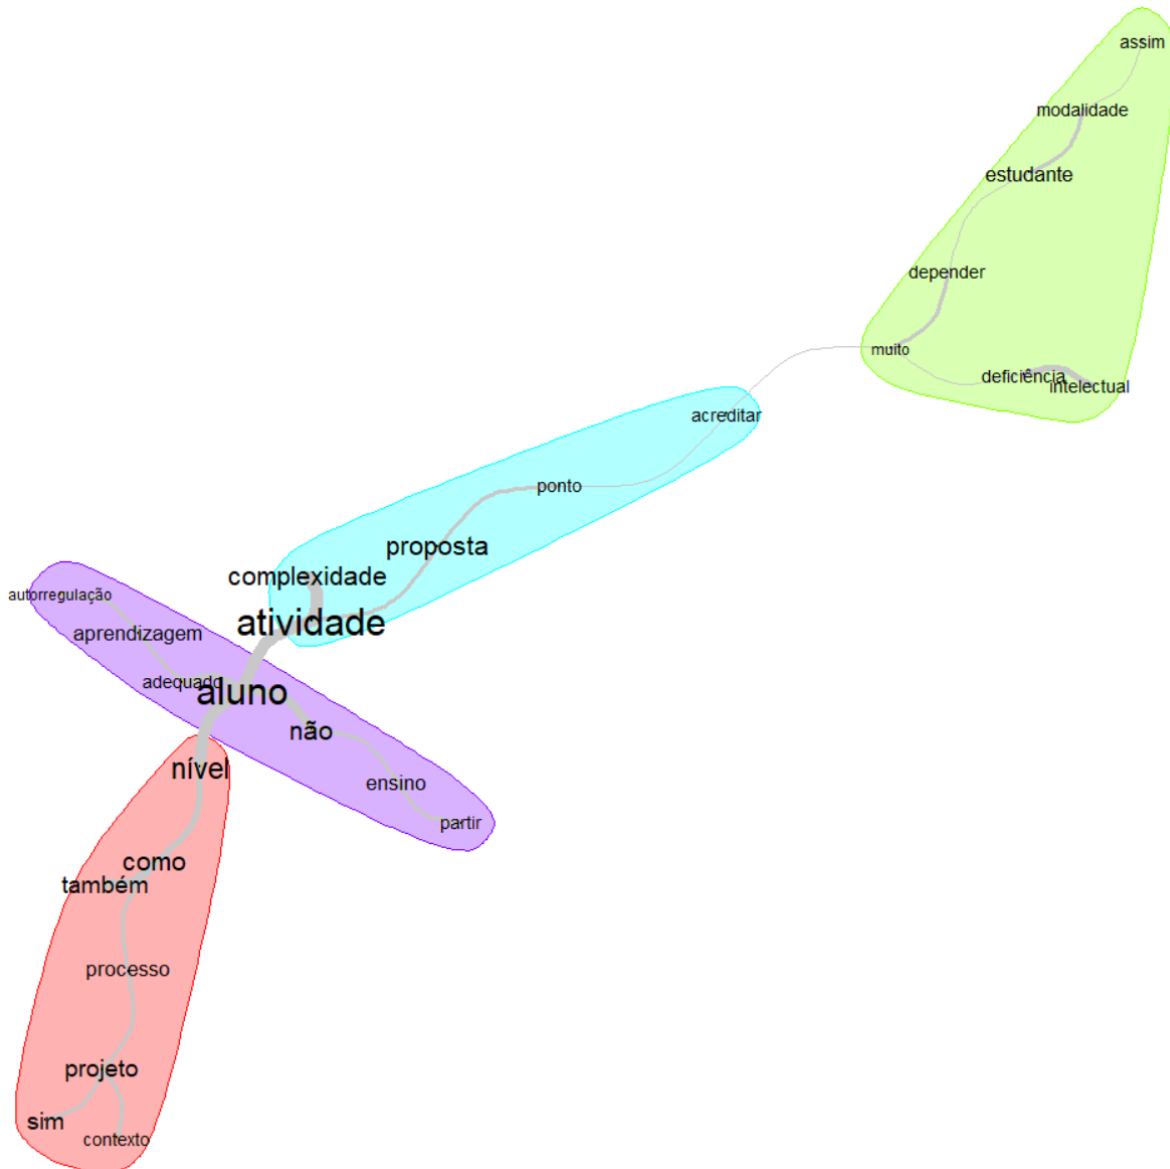 assim
modalidade
estudante
depender
muito
deficiência
intelectual
acreditar
ponto
proposta
complexidade
autorregulação
atividade
aprendizagem
adequado
aluno
não
nível
ensino
partir
como
também
processo
projeto
sim
contexto